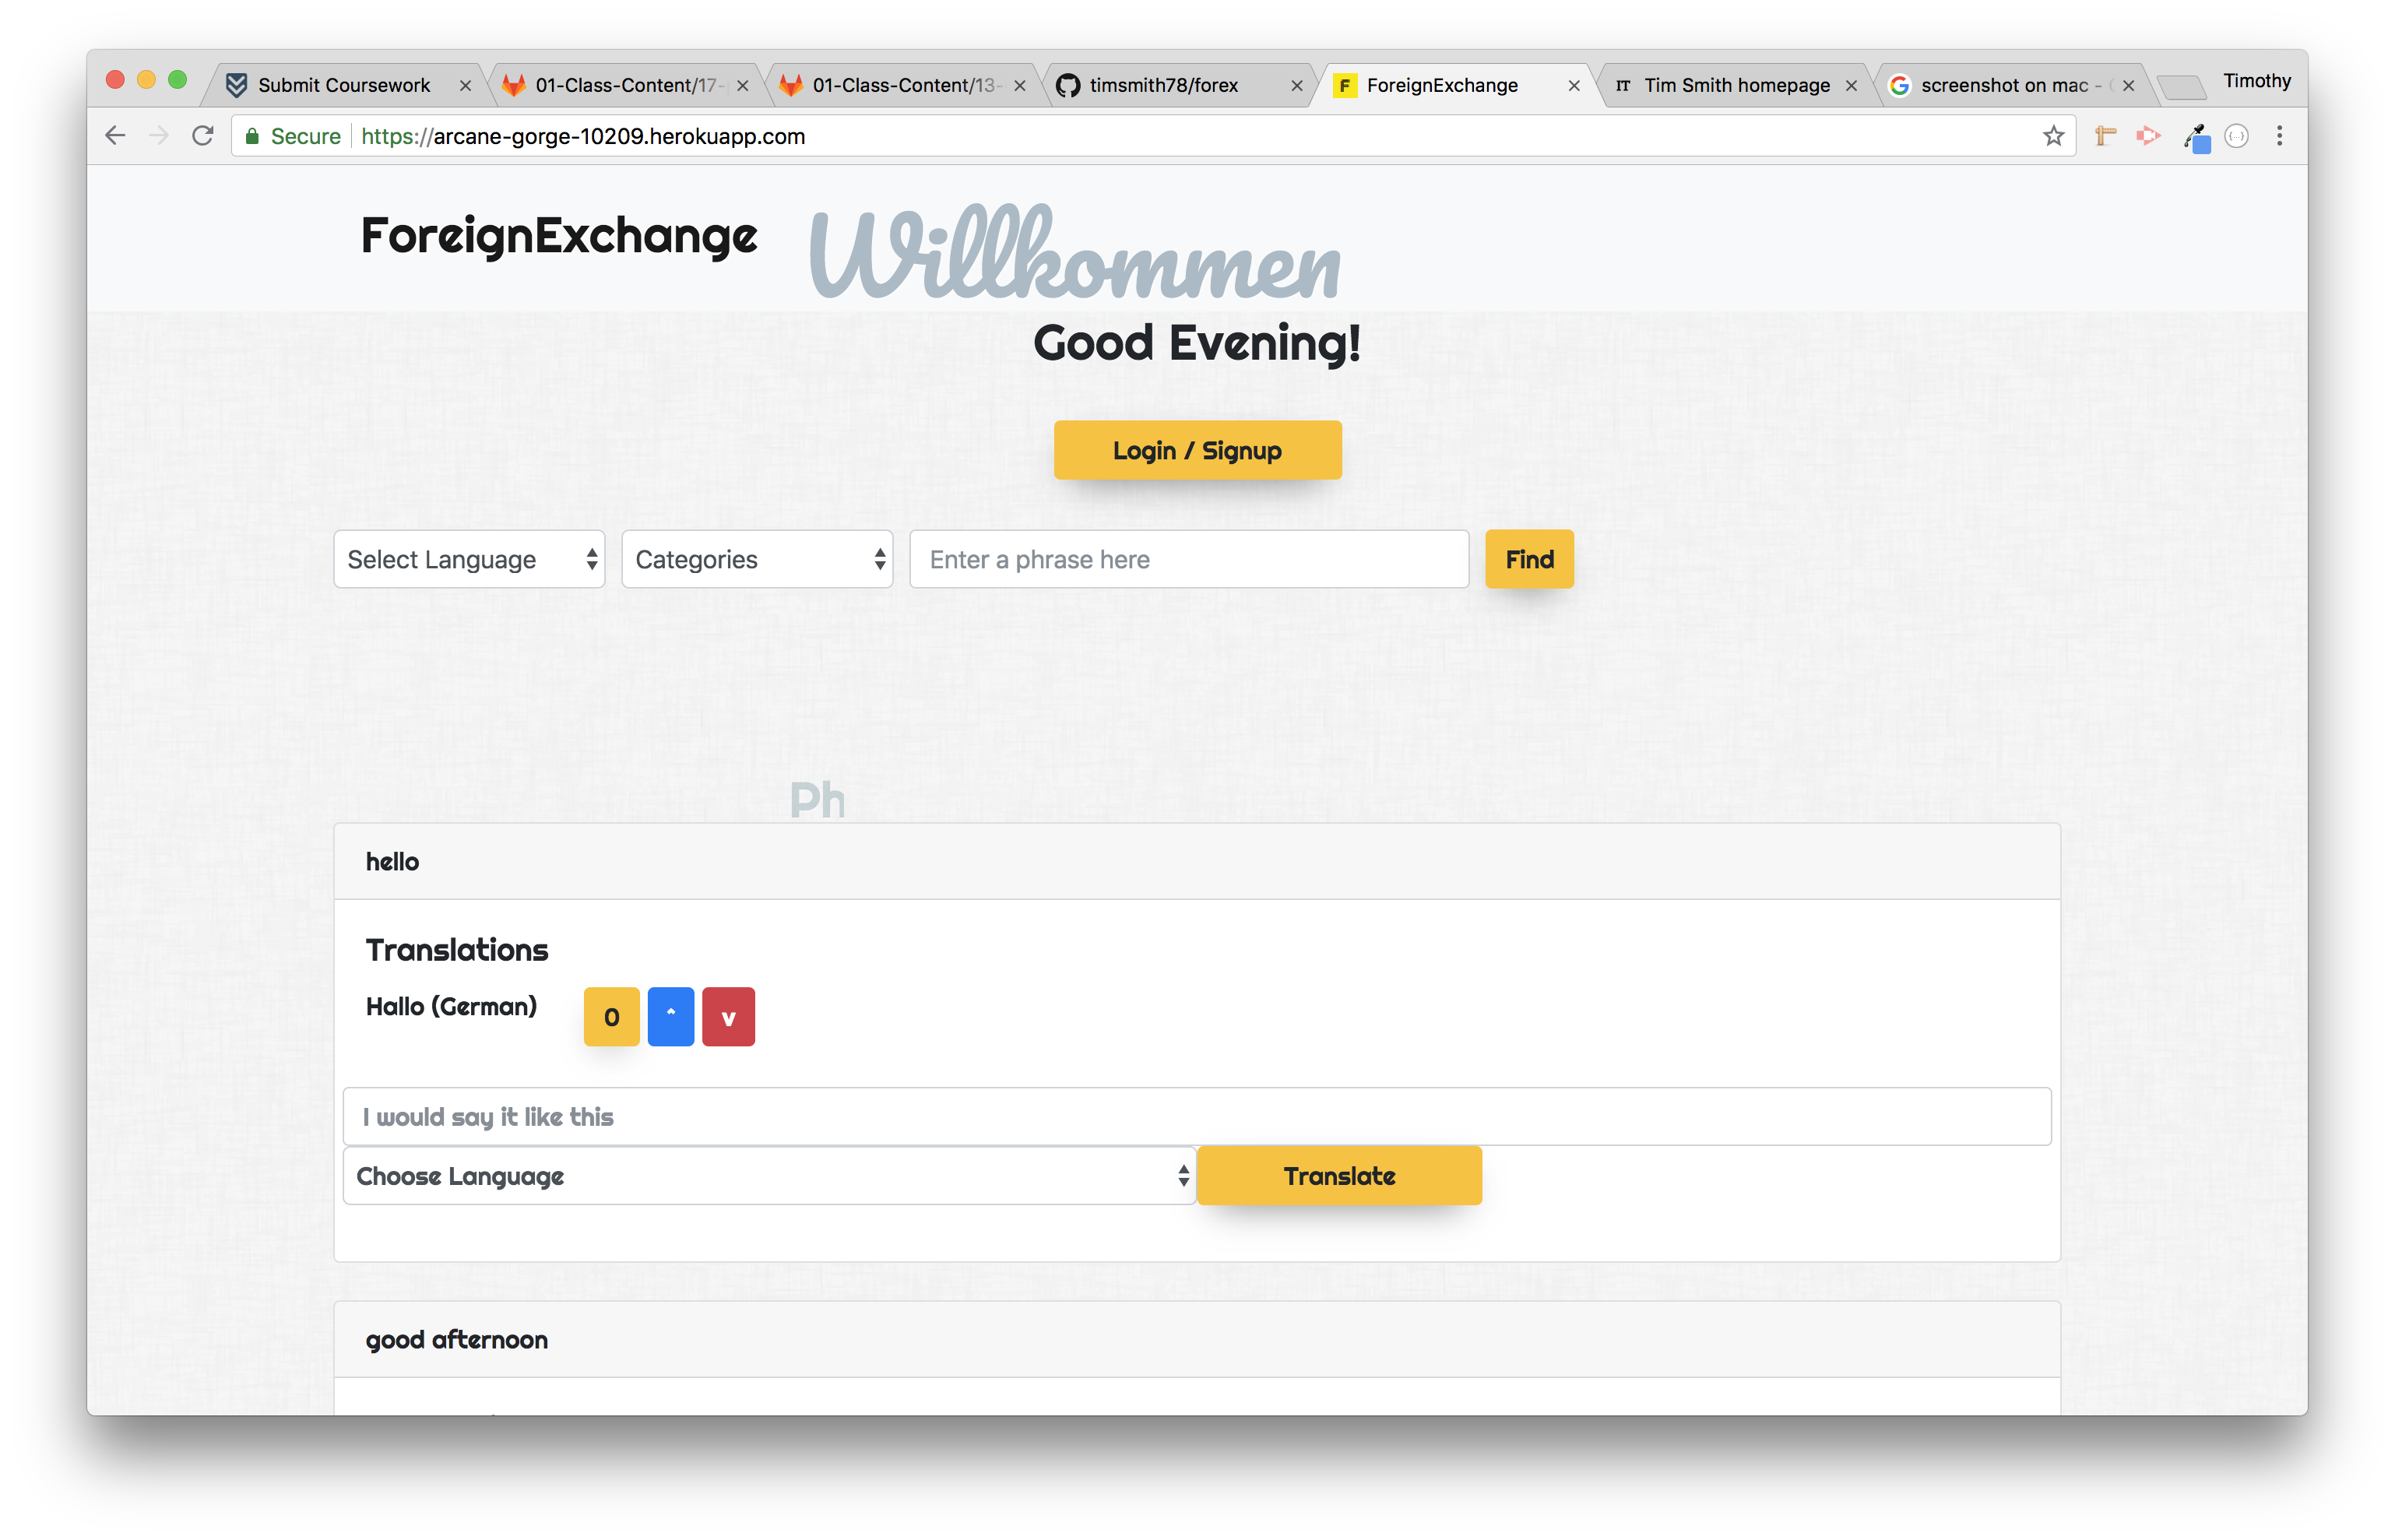 Submit Coursework
01-Class-Content/17-
01-Class-Content/13-
timsmith78/forex
ForeignExchange
Tim Smith homepage
screenshot on mac -
Timothy
Secure
https://arcane-gorge-10209.herokuapp.com
ForeignExchange
Willkommen
Good Evening!
Login / Signup
Select Language
Categories
Enter a phrase here
Find
Ph
hello
Translations
Hallo (German)
0
^
v
I would say it like this
Choose Language
Translate
good afternoon